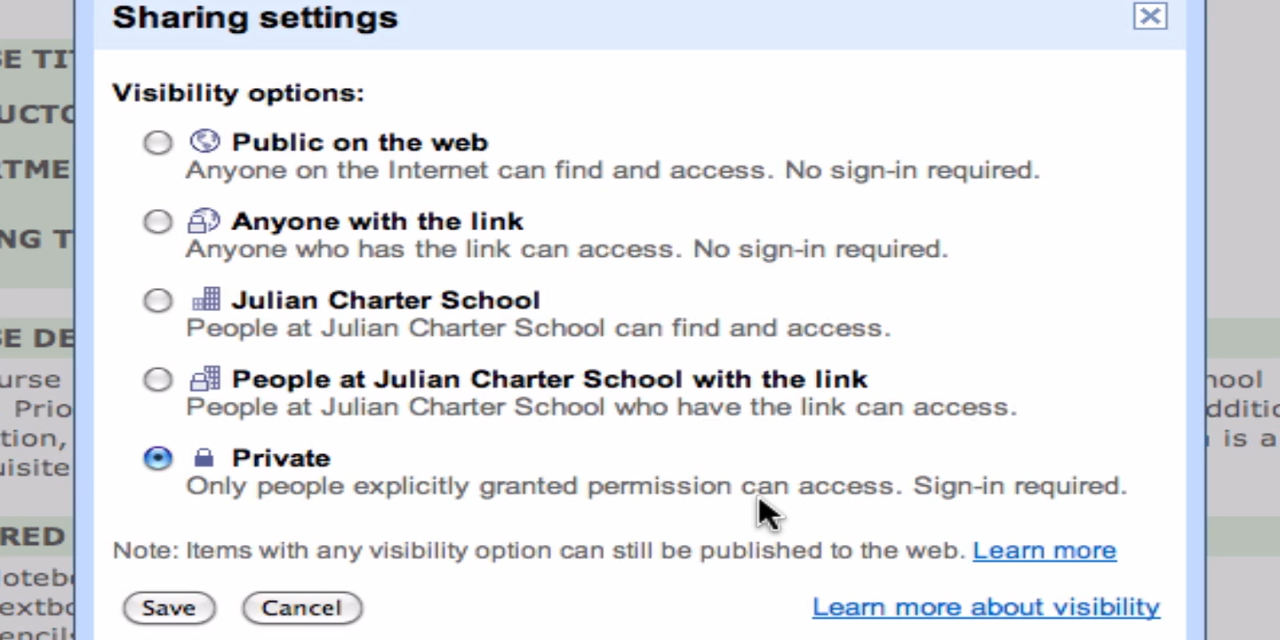 Sharing settings
Visibility options:
Public on the web
Anyone on the Internet can find and access. No sign-in required.
Anyone with the link
Anyone who has the link can access. No sign-in required.
Julian Charter School
People at Julian Charter School can find and access.
People at Julian Charter School with the link
People at Julian Charter School who have the link can access.
Private
Only people explicitly granted permission can access. Sign-in required.
Note: Items with any visibility option can still be published to the web. Learn more
Save Cancel Learn more about visibility